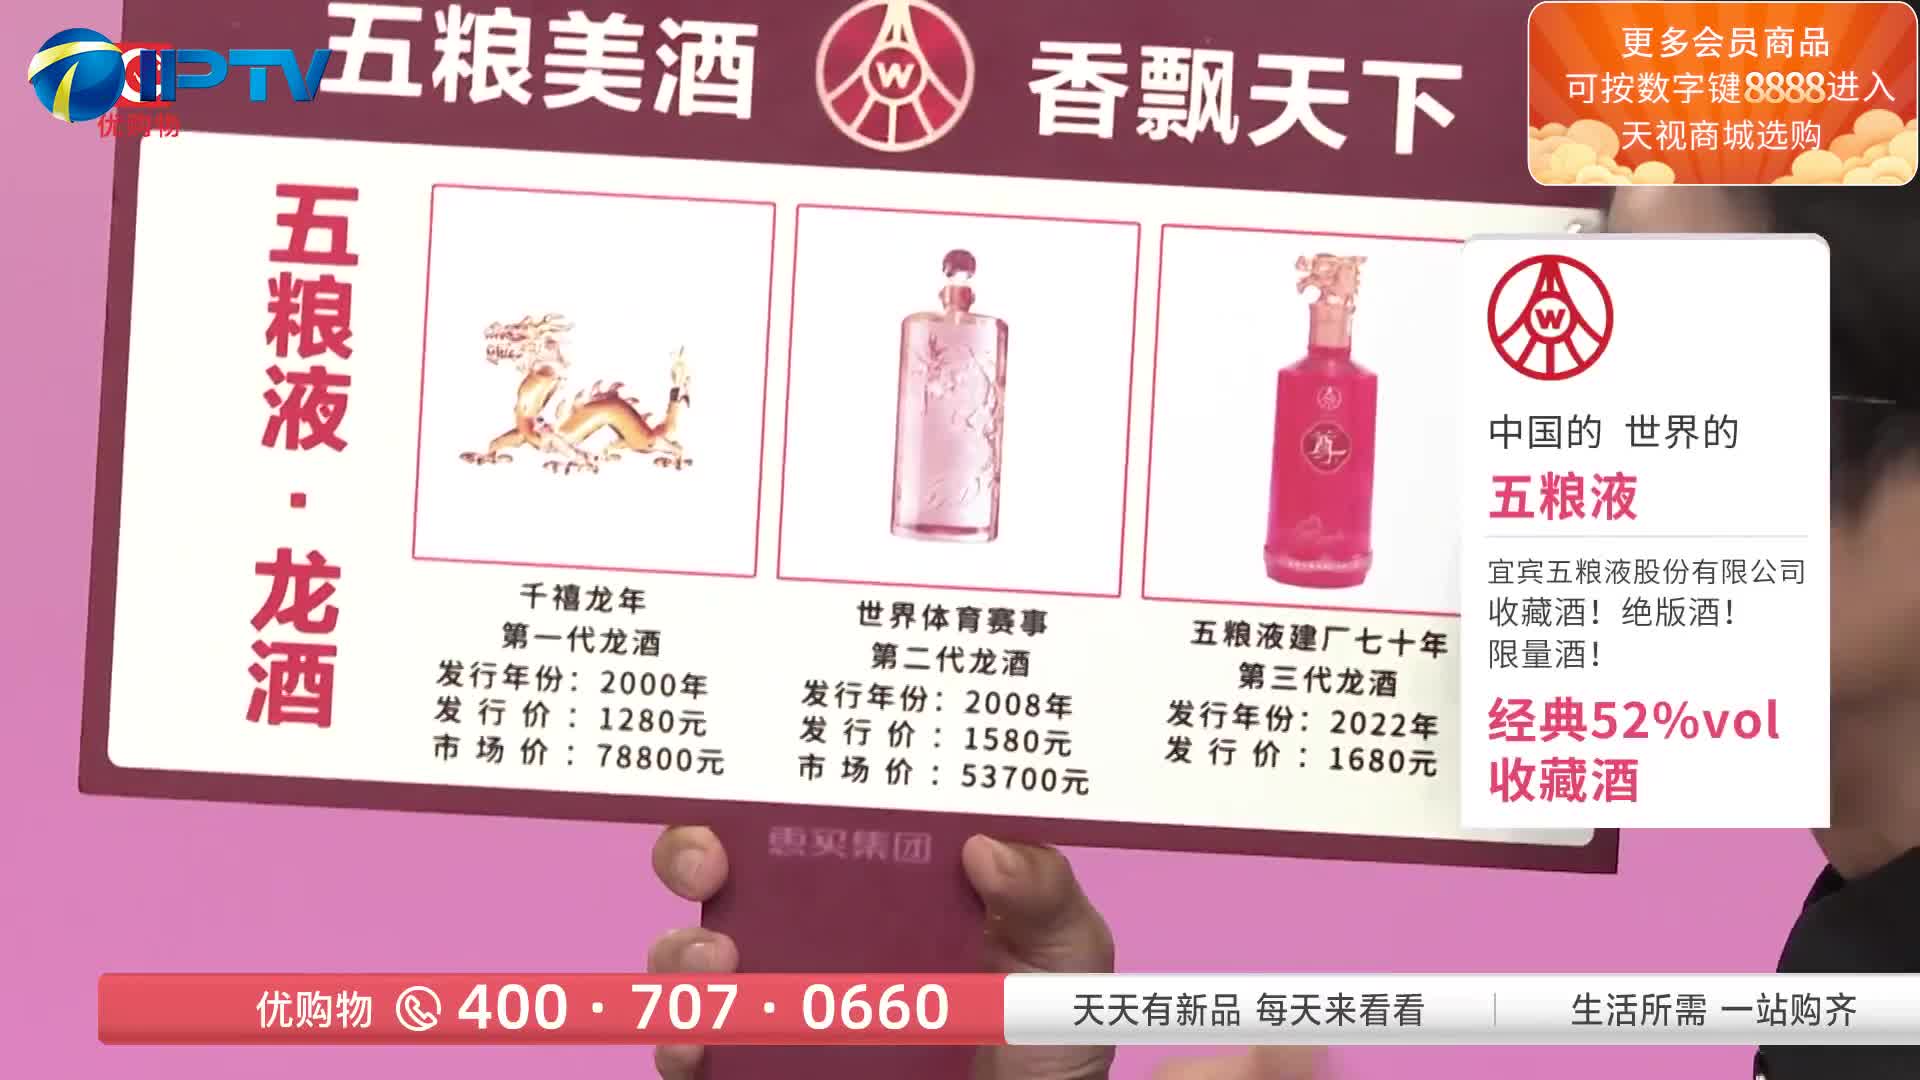 五粮美酒 香飘天下
IPTV
优购物
更多会员商品
可按数字键8888进入
天视商城选购
五粮液·龙酒
千禧龙年
第一代龙酒
发行年份：2000年
发行价：1280元
市场价：78800元
世界体育赛事
第二代龙酒
发行年份：2008年
发行价：1580元
市场价：53700元
尊
五粮液建厂七十年
第三代龙酒
发行年份：2022年
发行价：1680元
W
中国的 世界的
五粮液
宜宾五粮液股份有限公司
收藏酒！绝版酒！
限量酒！
经典52%vol
收藏酒
惠买集团
优购物 400·707·0660
天天有新品 每天来看看 | 生活所需 一站购齐